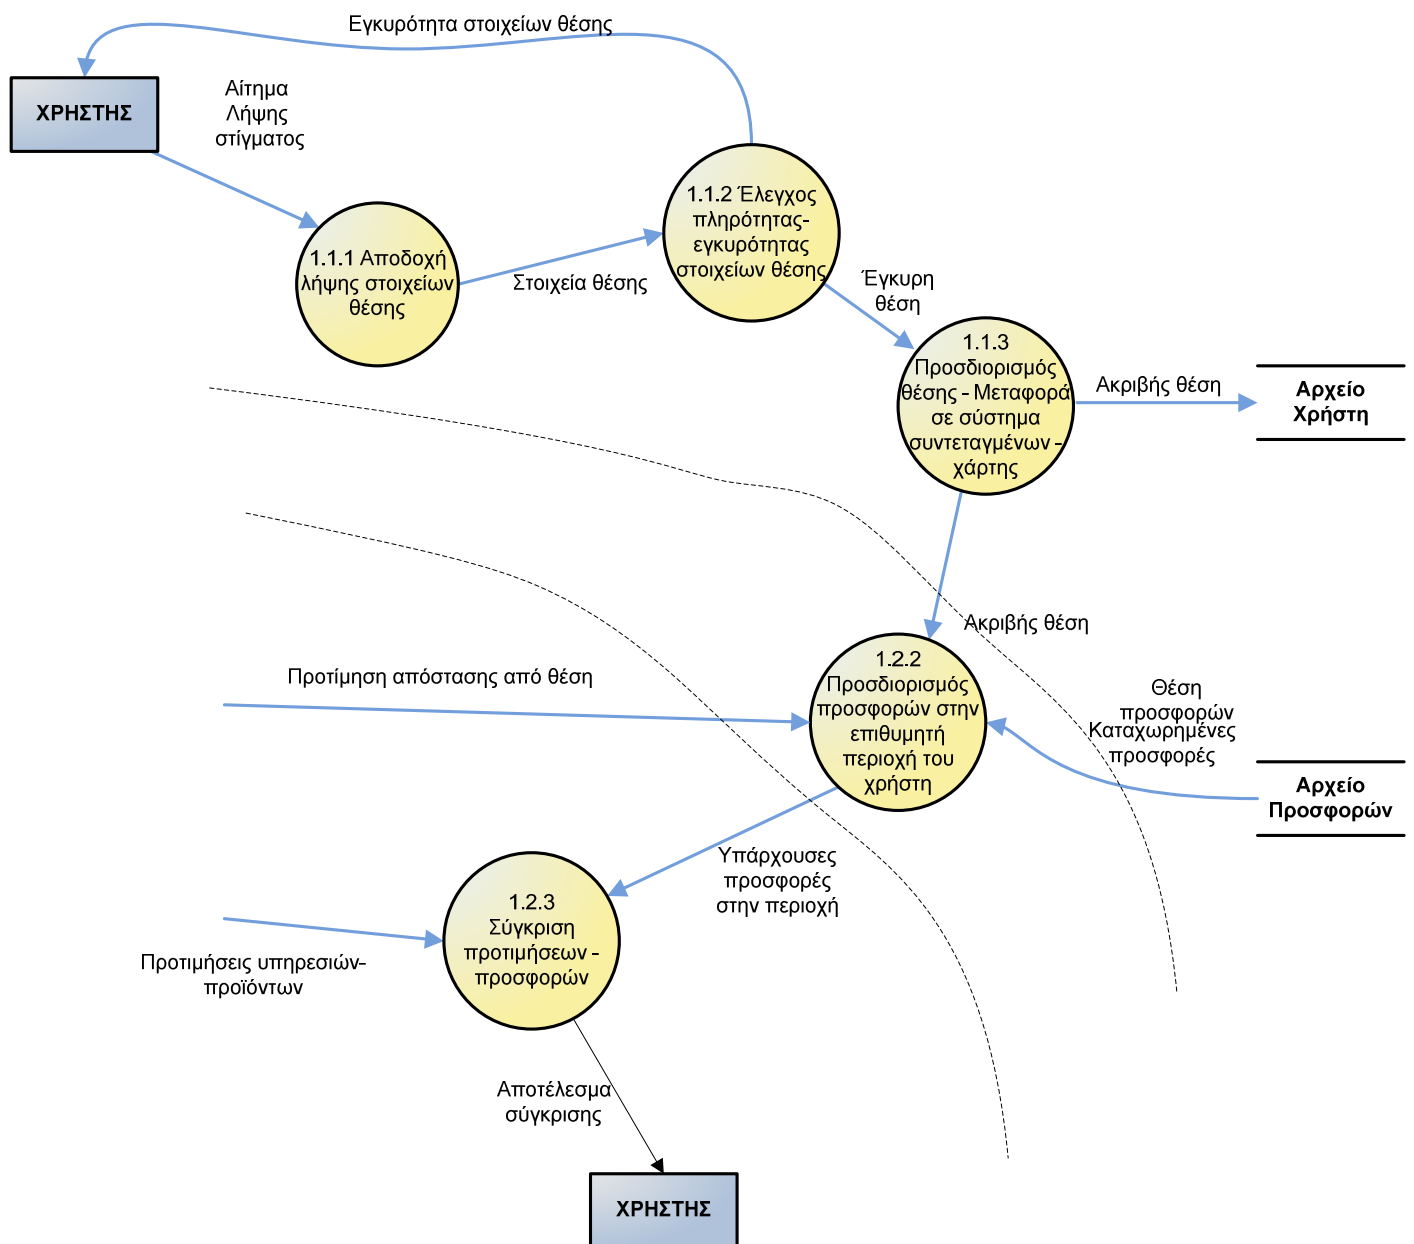 Εγκυρότητα στοιχείων θέσης
ΧΡΗΣΤΗΣ
Αίτημα
Λήψης
στίγματος
1.1.1 Αποδοχή
λήψης στοιχείων
θέσης
Στοιχεία θέσης
1.1.2 Έλεγχος
πληρότητας-
εγκυρότητας
στοιχείων θέσης
Έγκυρη
θέση
1.1.3
Προσδιορισμός
θέσης - Μεταφορά
σε σύστημα
συντεταγμένων -
χάρτης
Ακριβής θέση
Αρχείο
Χρήστη
Ακριβής θέση
Προτίμηση απόστασης από θέση
1.2.2
Προσδιορισμός
προσφορών στην
επιθυμητή
περιοχή του
χρήστη
Θέση
προσφορών
Καταχωρημένες
προσφορές
Αρχείο
Προσφορών
Υπάρχουσες
προσφορές
στην περιοχή
1.2.3
Σύγκριση
προτιμήσεων -
προσφορών
Προτιμήσεις υπηρεσιών-
προϊόντων
Αποτέλεσμα
σύγκρισης
ΧΡΗΣΤΗΣ